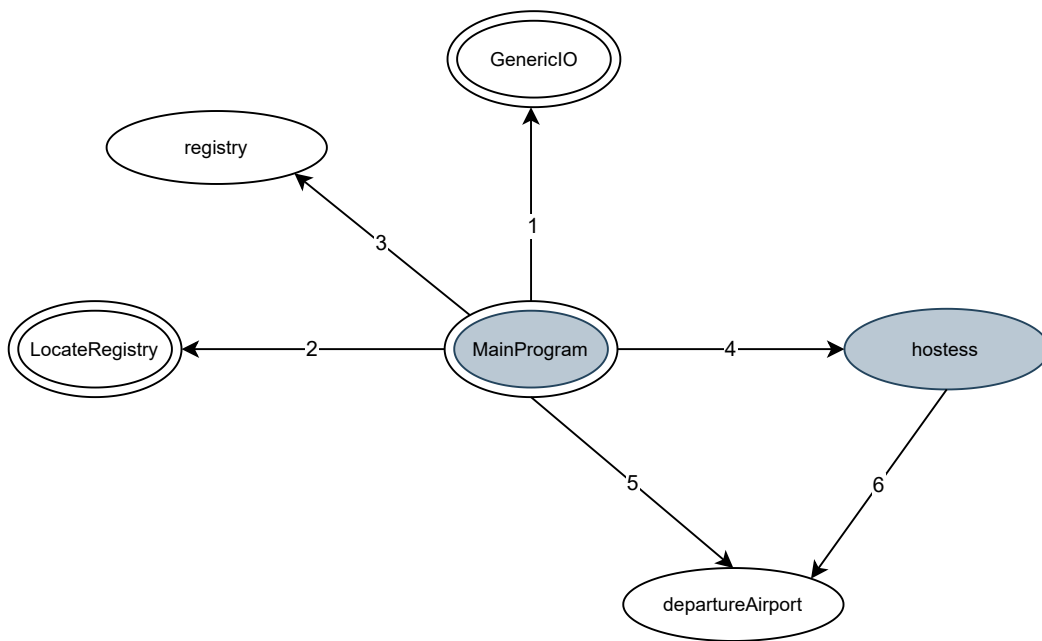 GenericIO
registry
1
3
LocateRegistry
2
MainProgram
4
hostess
5
6
departureAirport